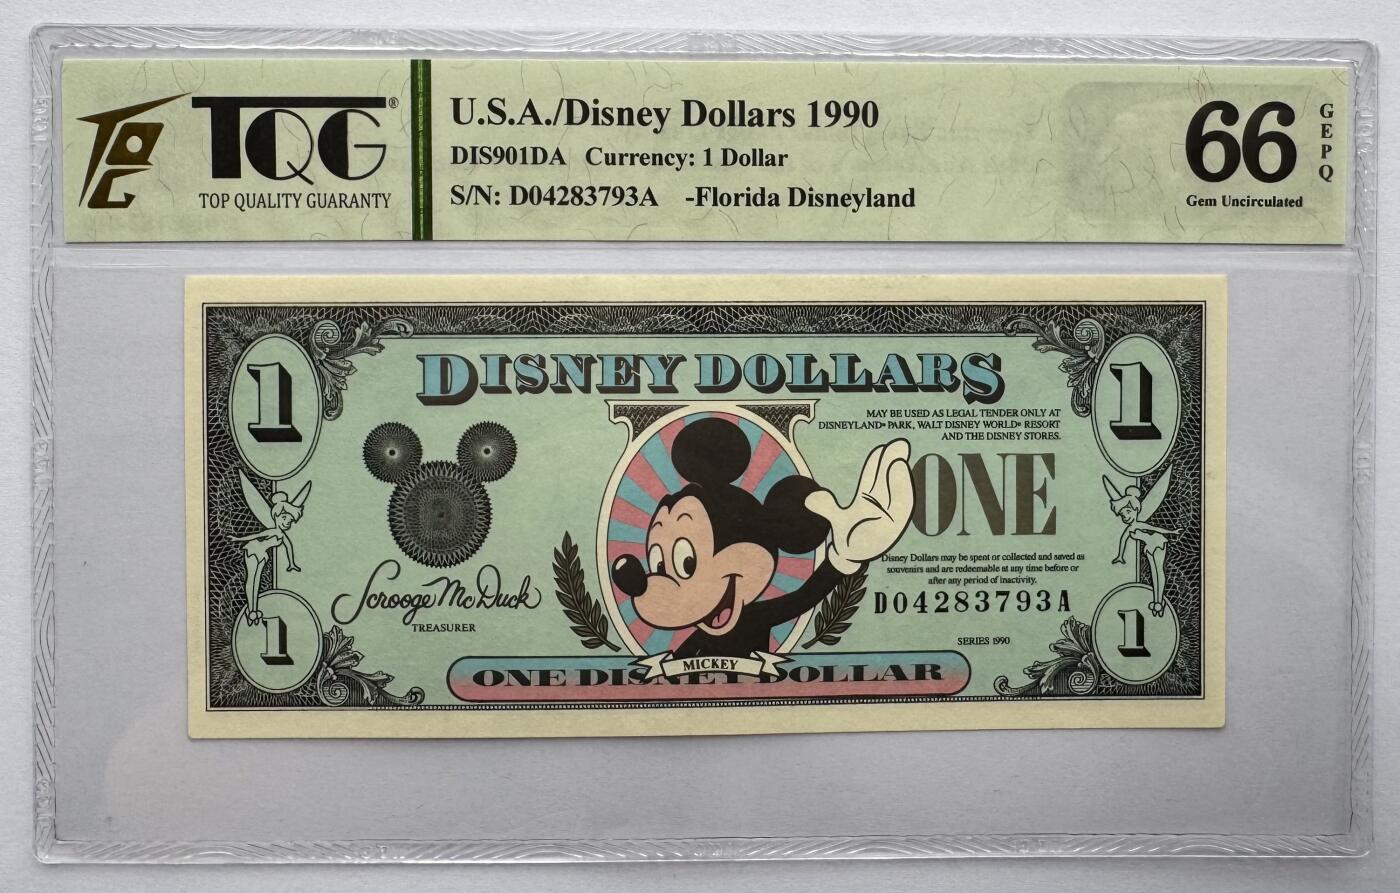 TQG®
TOP QUALITY GUARANTY
U.S.A./Disney Dollars 1990
DIS901DA Currency: 1 Dollar
S/N: D04283793A -Florida Disneyland
66
GEPQ
Gem Uncirculated
1
DISNEY DOLLARS
1
MAY BE USED AS LEGAL TENDER ONLY AT
DISNEYLAND® PARK, WALT DISNEY WORLD® RESORT
AND THE DISNEY STORES.
ONE
Disney Dollars may be spent or collected and saved as
souvenirs and are redeemable at any time before or
after any period of inactivity.
D04283793A
Scrooge McDuck
TREASURER
SERIES 1990
1
MICKEY
ONE DISNEY DOLLAR
1